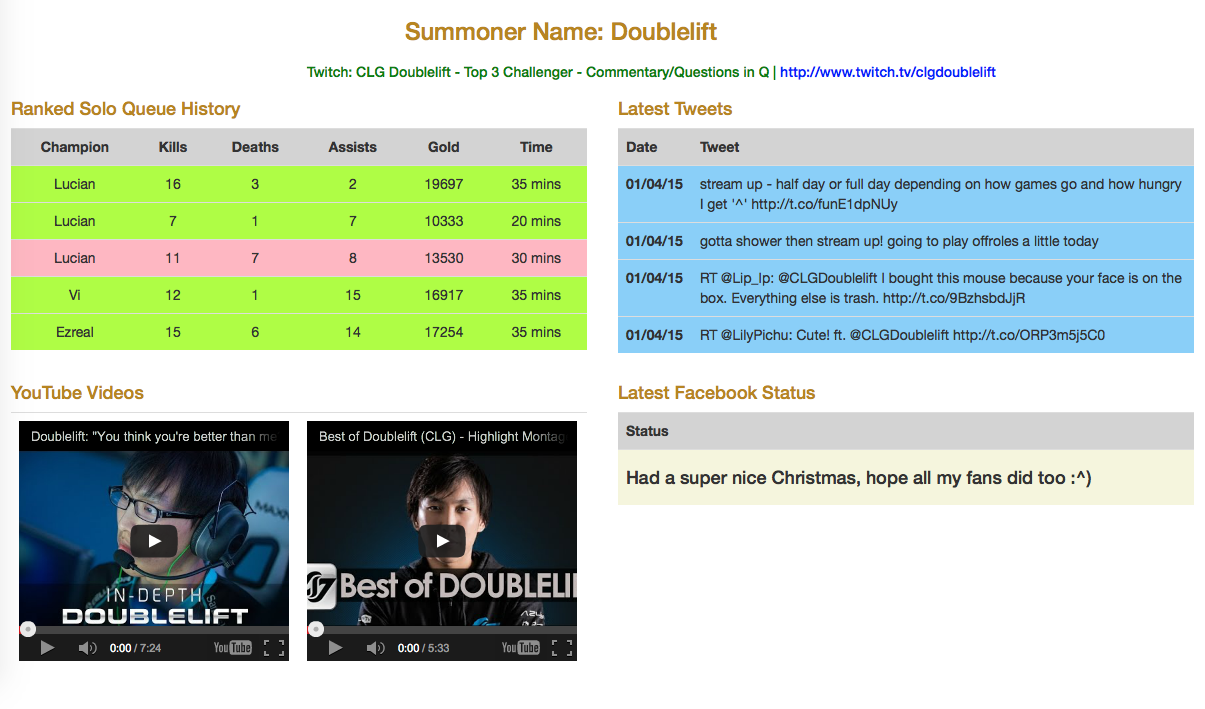 Summoner Name: Doublelift
Twitch: CLG Doublelift - Top 3 Challenger - Commentary/Questions in Q | http://www.twitch.tv/clgdoublelift
Ranked Solo Queue History
Champion Kills Deaths Assists Gold Time
Lucian 16 3 2 19697 35 mins
Lucian 7 1 7 10333 20 mins
Lucian 11 7 8 13530 30 mins
Vi 12 1 15 16917 35 mins
Ezreal 15 6 14 17254 35 mins
Latest Tweets
Date Tweet
01/04/15 stream up - half day or full day depending on how games go and how hungry
I get '^' http://t.co/funE1dpNUy
01/04/15 gotta shower then stream up! going to play offroles a little today
01/04/15 RT @Lip_Ip: @CLGDoublelift I bought this mouse because your face is on the
box. Everything else is trash. http://t.co/9BzhsbdJjR
01/04/15 RT @LilyPichu: Cute! ft. @CLGDoublelift http://t.co/ORP3m5j5C0
YouTube Videos
Doublelift: "You think you're better than me
IN-DEPTH
DOUBLELIFT
0:00 / 7:24 YouTube
Best of Doublelift (CLG) - Highlight Montag
Best of DOUBLELI
0:00 / 5:33 YouTube
Latest Facebook Status
Status
Had a super nice Christmas, hope all my fans did too :^)